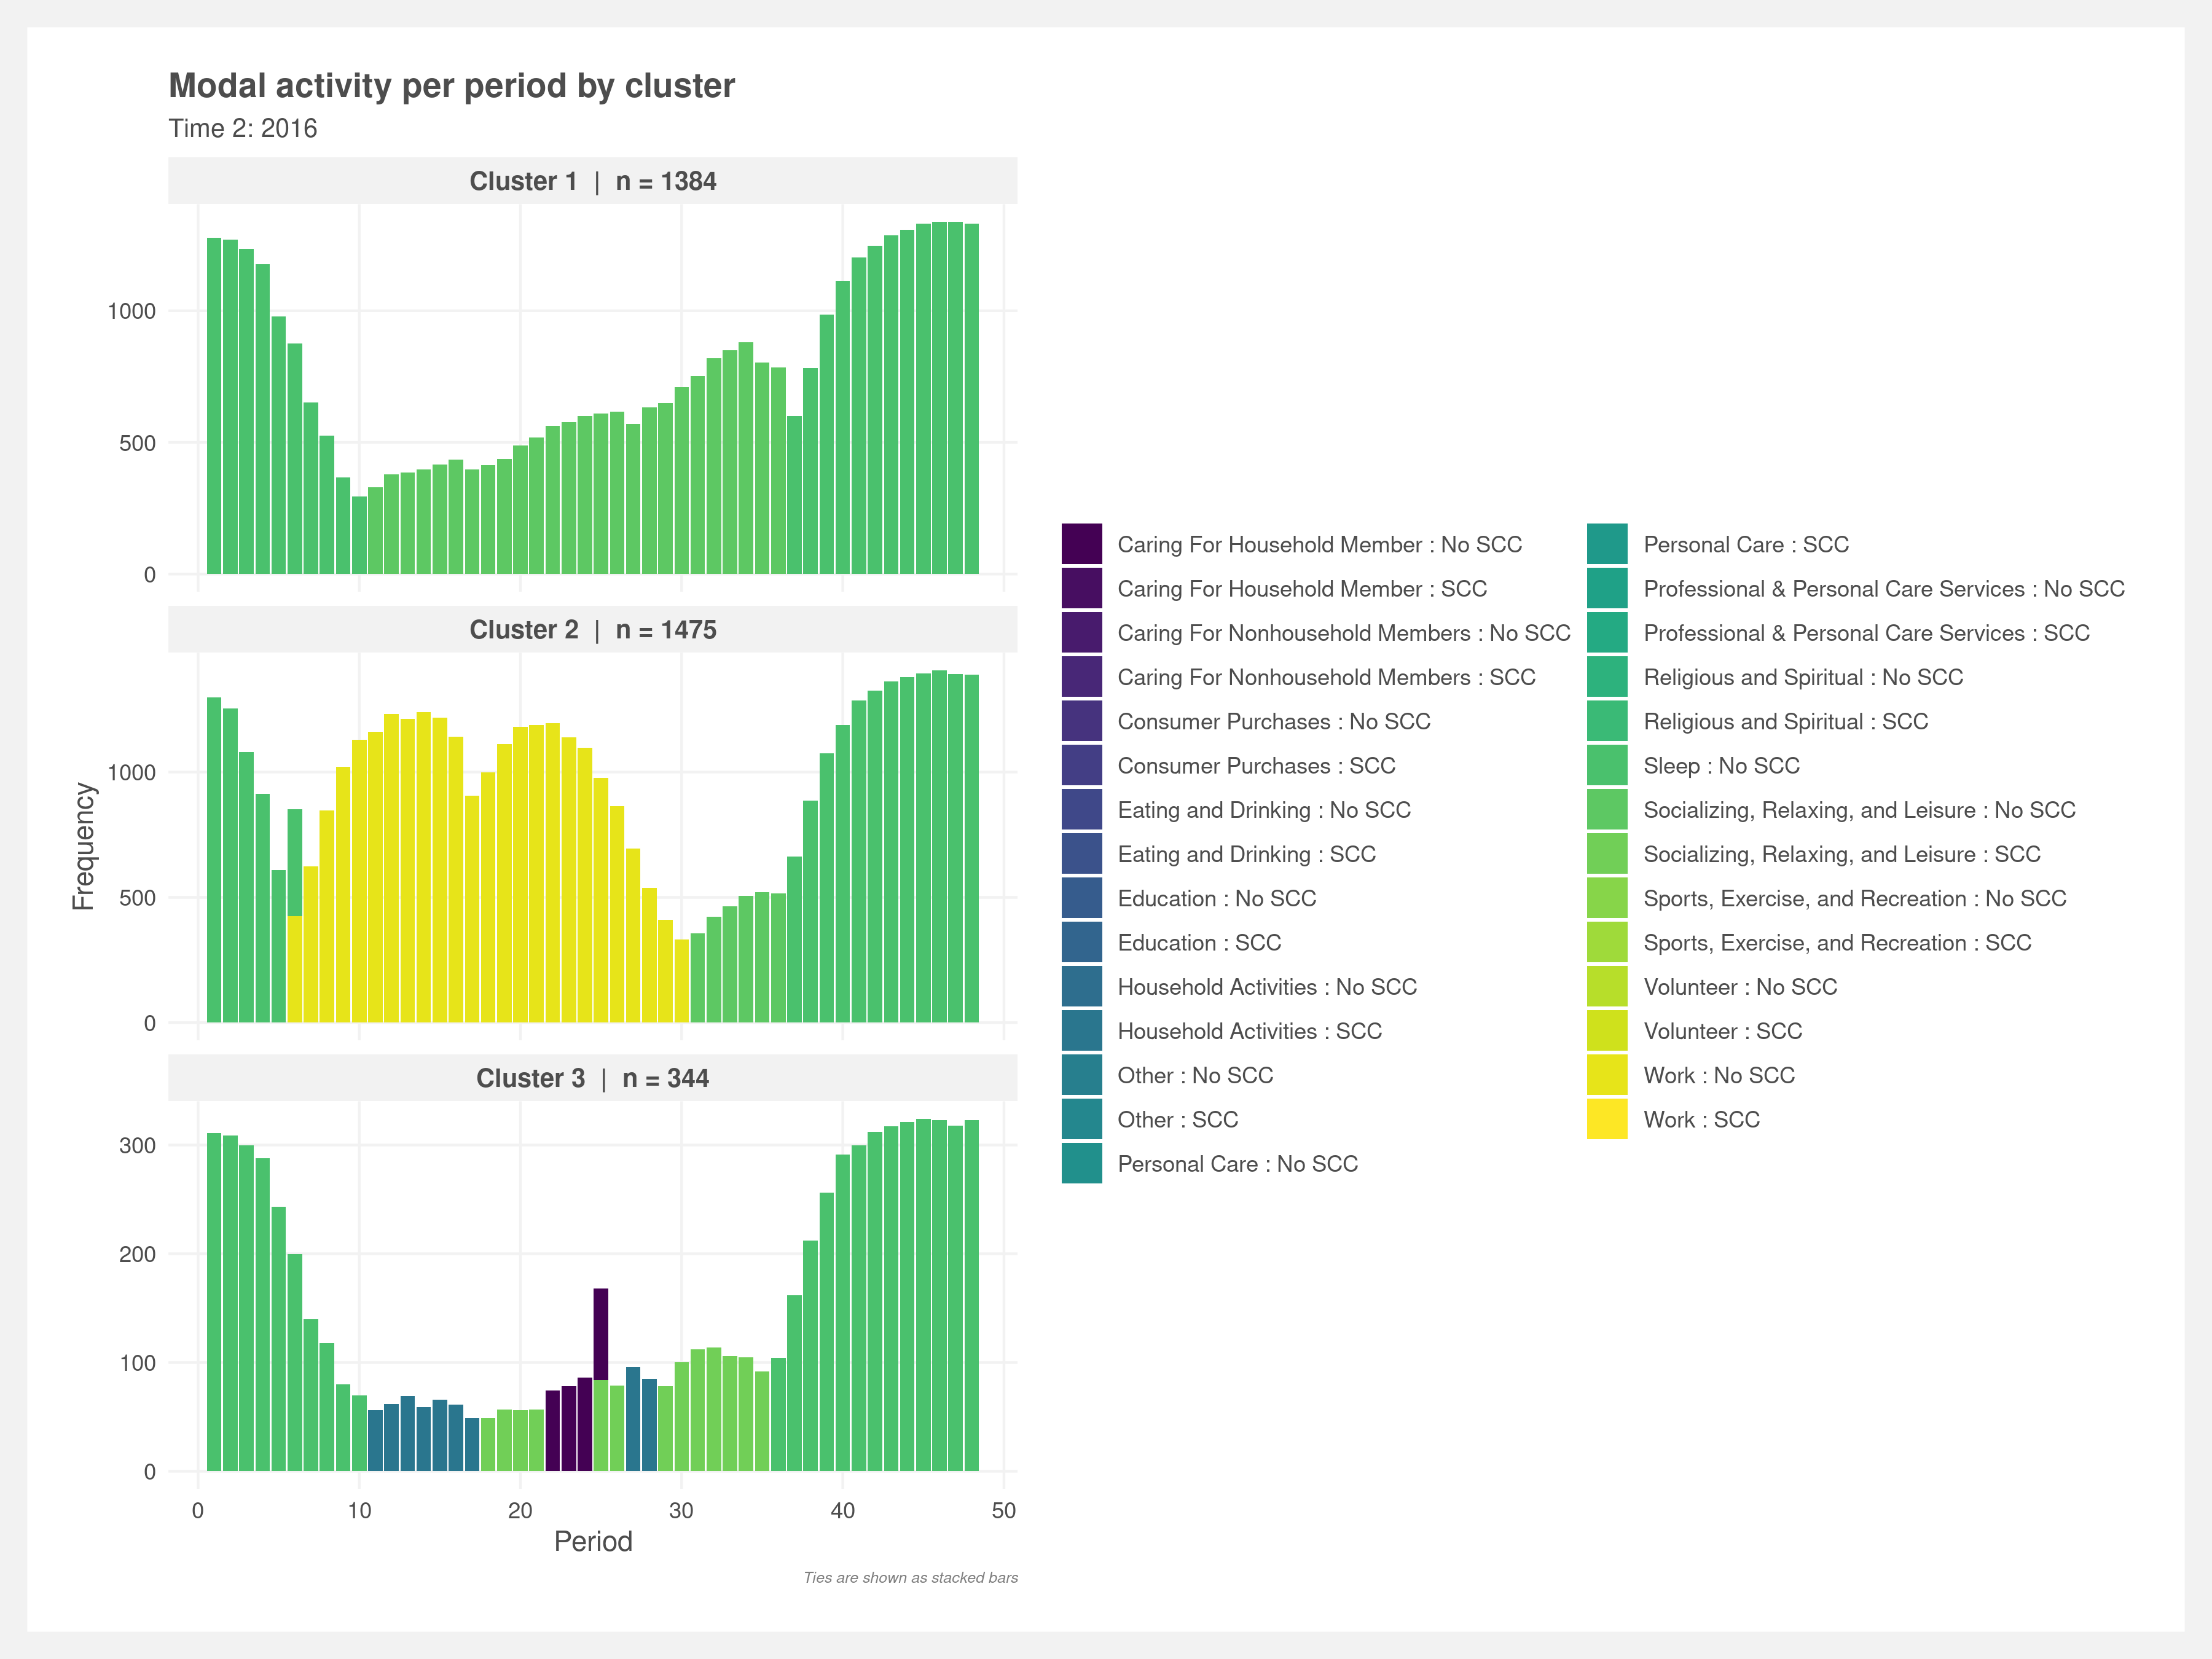 Modal activity per period by cluster
Time 2: 2016
Cluster 1 | n = 1384
1000
500
0
Cluster 2 | n = 1475
1000
500
0
Frequency
Cluster 3 | n = 344
300
200
100
0
0 10 20 30 40 50
Period
Ties are shown as stacked bars
Caring For Household Member : No SCC
Caring For Household Member : SCC
Caring For Nonhousehold Members : No SCC
Caring For Nonhousehold Members : SCC
Consumer Purchases : No SCC
Consumer Purchases : SCC
Eating and Drinking : No SCC
Eating and Drinking : SCC
Education : No SCC
Education : SCC
Household Activities : No SCC
Household Activities : SCC
Other : No SCC
Other : SCC
Personal Care : No SCC
Personal Care : SCC
Professional & Personal Care Services : No SCC
Professional & Personal Care Services : SCC
Religious and Spiritual : No SCC
Religious and Spiritual : SCC
Sleep : No SCC
Socializing, Relaxing, and Leisure : No SCC
Socializing, Relaxing, and Leisure : SCC
Sports, Exercise, and Recreation : No SCC
Sports, Exercise, and Recreation : SCC
Volunteer : No SCC
Volunteer : SCC
Work : No SCC
Work : SCC